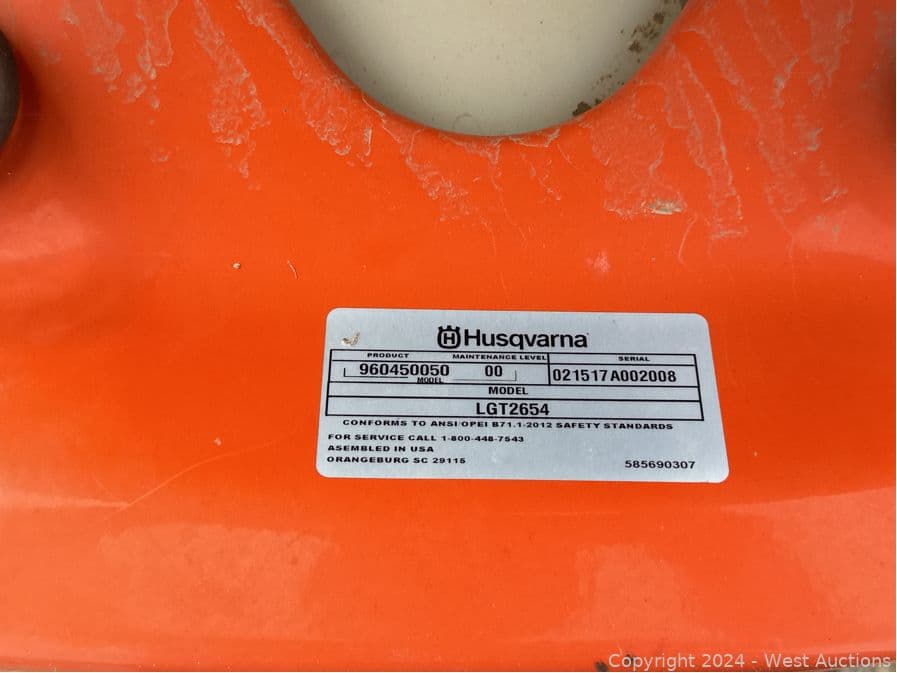 Husqvarna
PRODUCT MAINTENANCE LEVEL SERIAL
960450050 00 021517A002008
MODEL
MODEL
LGT2654
CONFORMS TO ANSI/OPEI B71.1-2012 SAFETY STANDARDS
FOR SERVICE CALL 1-800-448-7543
ASEMBLED IN USA
ORANGEBURG SC 29115
585690307
Copyright 2024 - West Auctions